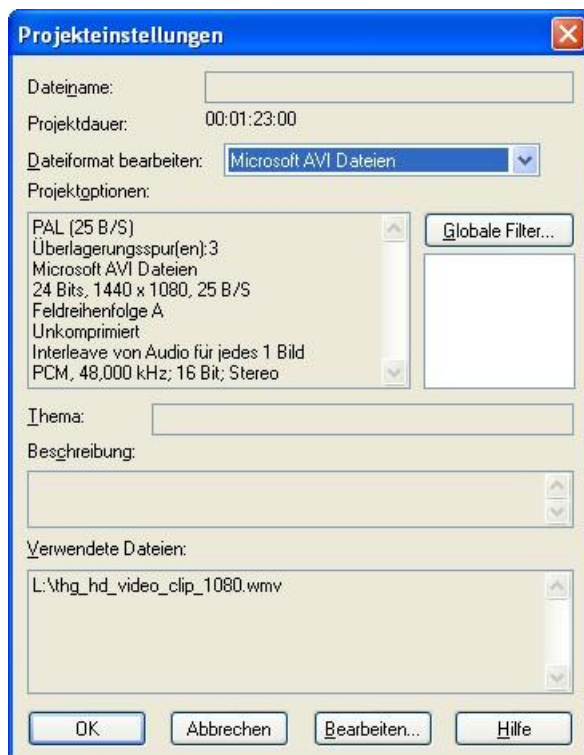 Projekteinstellungen
Dateiname:
Projektdauer: 00:01:23:00
Dateiformat bearbeiten: Microsoft AVI Dateien
Projektoptionen:
PAL (25 B/S)
Überlagerungsspur(en):3
Microsoft AVI Dateien
24 Bits, 1440 x 1080, 25 B/S
Feldreihenfolge A
Unkomprimiert
Interleave von Audio für jedes 1 Bild
PCM, 48,000 kHz; 16 Bit; Stereo
Globale Filter...
Thema:
Beschreibung:
Verwendete Dateien:
L:\thg_hd_video_clip_1080.wmv
OK Abbrechen Bearbeiten... Hilfe